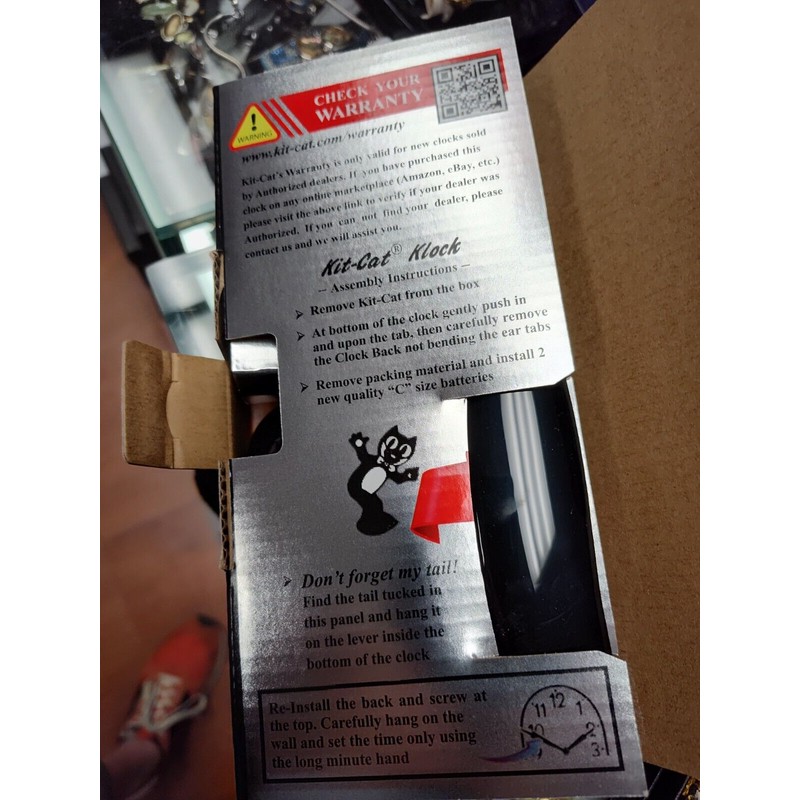 CHECK YOUR
WARRANTY
WARNING
www.kit-cat.com/warranty
Kit-Cat's Warranty is only valid for new clocks sold
by Authorized dealers. If you have purchased this
clock on any online marketplace (Amazon, eBay, etc.)
please visit the above link to verify if your dealer was
Authorized. If you can not find your dealer, please
contact us and we will assist you.
Kit-Cat® Klock
– Assembly Instructions –
➢ Remove Kit-Cat from the box
➢ At bottom of the clock gently push in
and upon the tab, then carefully remove
the Clock Back not bending the ear tabs
➢ Remove packing material and install 2
new quality "C" size batteries
➢ Don't forget my tail!
Find the tail tucked in
this panel and hang it
on the lever inside the
bottom of the clock
Re-Install the back and screw at
the top. Carefully hang on the
wall and set the time only using
the long minute hand
11 12 1
10 2
9 3